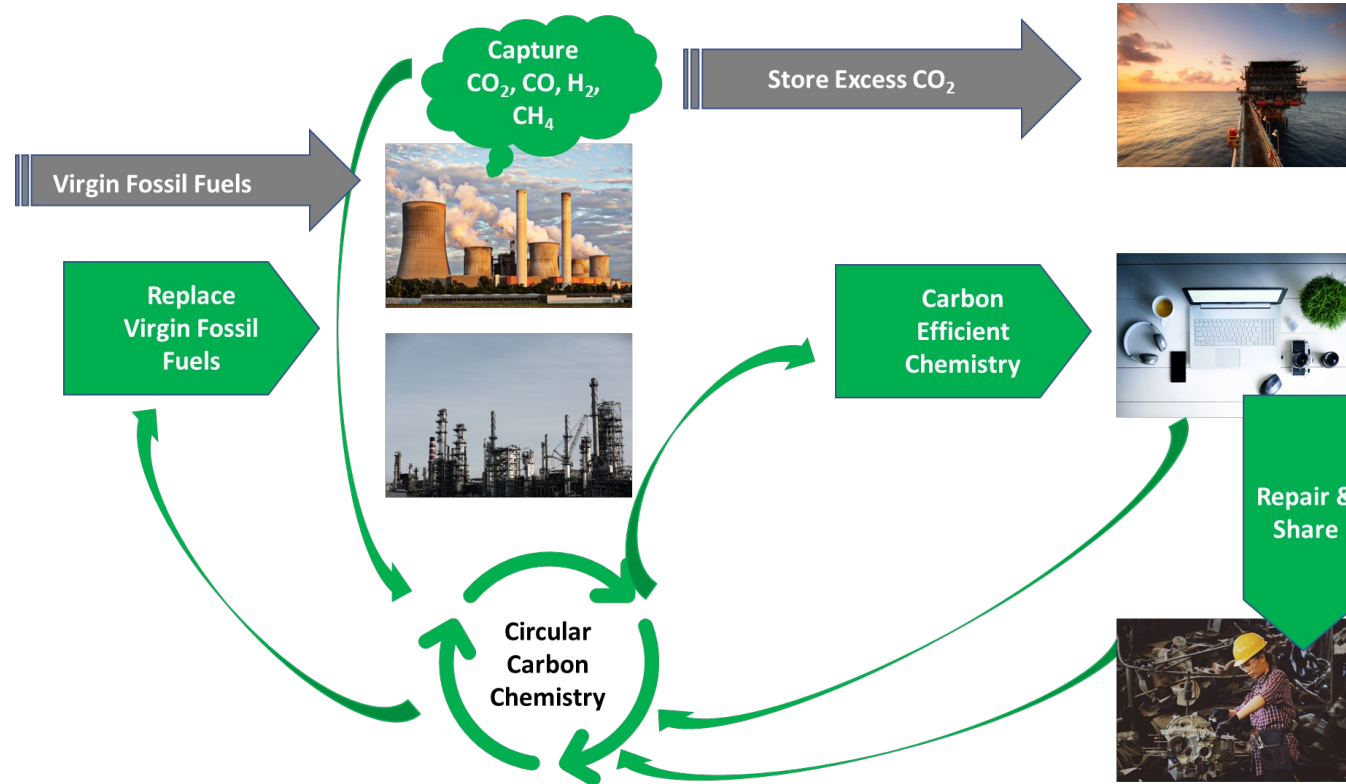 Capture
CO₂, CO, H₂,
CH₄
Store Excess CO₂
Virgin Fossil Fuels
Replace
Virgin Fossil
Fuels
Carbon
Efficient
Chemistry
Repair &
Share
Circular
Carbon
Chemistry